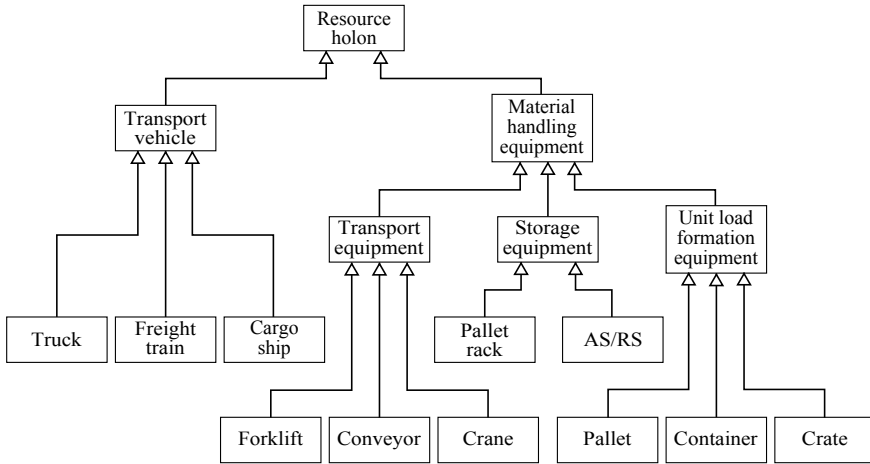 Resource
holon
Transport
vehicle
Material
handling
equipment
Transport
equipment
Storage
equipment
Unit load
formation
equipment
Truck
Freight
train
Cargo
ship
Pallet
rack
AS/RS
Forklift
Conveyor
Crane
Pallet
Container
Crate